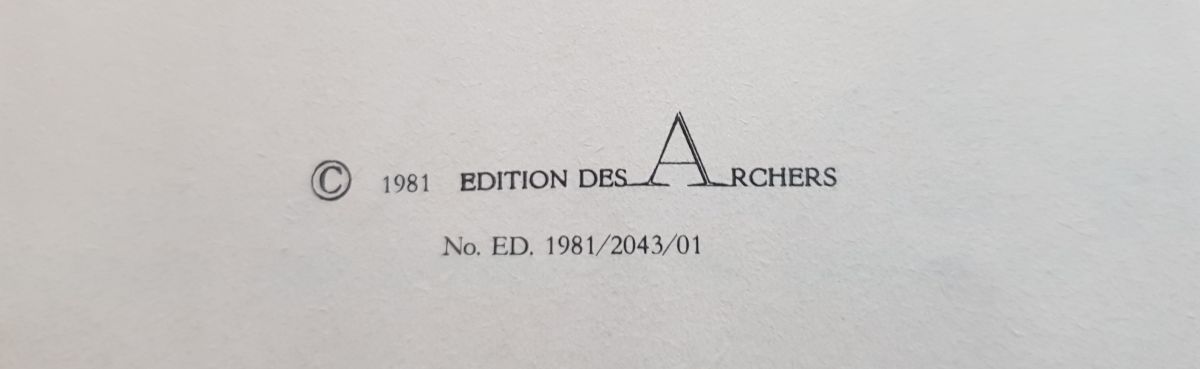 © 1981 EDITION DES ARCHERS
No. ED. 1981/2043/01